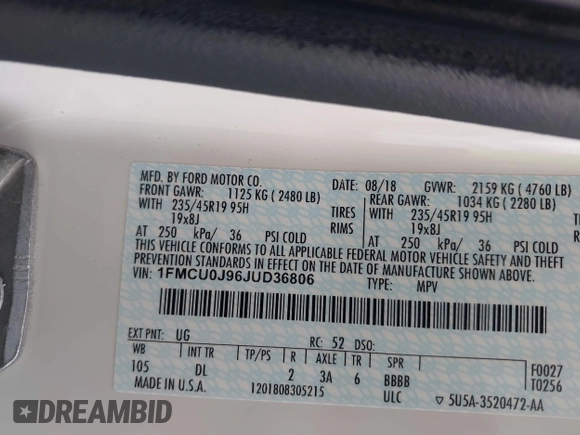 MFD. BY FORD MOTOR CO.
DATE: 08/18 GVWR: 2159 KG ( 4760 LB)
FRONT GAWR: 1125 KG ( 2480 LB) REAR GAWR: 1034 KG ( 2280 LB)
WITH 235/45R19 95H TIRES WITH 235/45R19 95H TIRES
19x8J RIMS 19x8J RIMS
AT 250 kPa/ 36 PSI COLD AT 250 kPa/ 36 PSI COLD
THIS VEHICLE CONFORMS TO ALL APPLICABLE FEDERAL MOTOR VEHICLE SAFETY AND THEFT
PREVENTION STANDARDS IN EFFECT ON THE DATE OF MANUFACTURE SHOWN ABOVE.
VIN: 1FMCU0J96JUD36806 TYPE: MPV
EXT PNT: UG RC: 52 DSO:
WB INT TR TP/PS R AXLE TR SPR F0027
105 DL 2 3A 6 BBBB T0256
MADE IN U.S.A. 1201808305215 ULC ▽ 5U5A-3520472-AA
AUTOBIDCAR